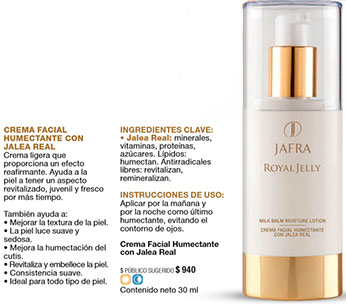 CREMA FACIAL
HUMECTANTE CON
JALEA REAL
Crema ligera que
proporciona un efecto
reafirmante. Ayuda a la
piel a tener un aspecto
revitalizado, juvenil y fresco
por más tiempo.
También ayuda a:
• Mejorar la textura de la piel.
• La piel luce suave y
sedosa.
• Mejora la humectación del
cutis.
• Revitaliza y embellece la piel.
• Consistencia suave.
• Ideal para todo tipo de piel.
INGREDIENTES CLAVE:
• Jalea Real: minerales,
vitaminas, proteínas,
azúcares. Lípidos:
humectan. Antirradicales
libres: revitalizan,
remineralizan.
INSTRUCCIONES DE USO:
Aplicar por la mañana y
por la noche como último
humectante, evitando el
contorno de ojos.
Crema Facial Humectante
con Jalea Real
$ PÚBLICO SUGERIDO $ 940
Contenido neto 30 ml
JAFRA
ROYAL JELLY
MILK BALM MOISTURE LOTION
CREMA FACIAL HUMECTANTE
CON JALEA REAL